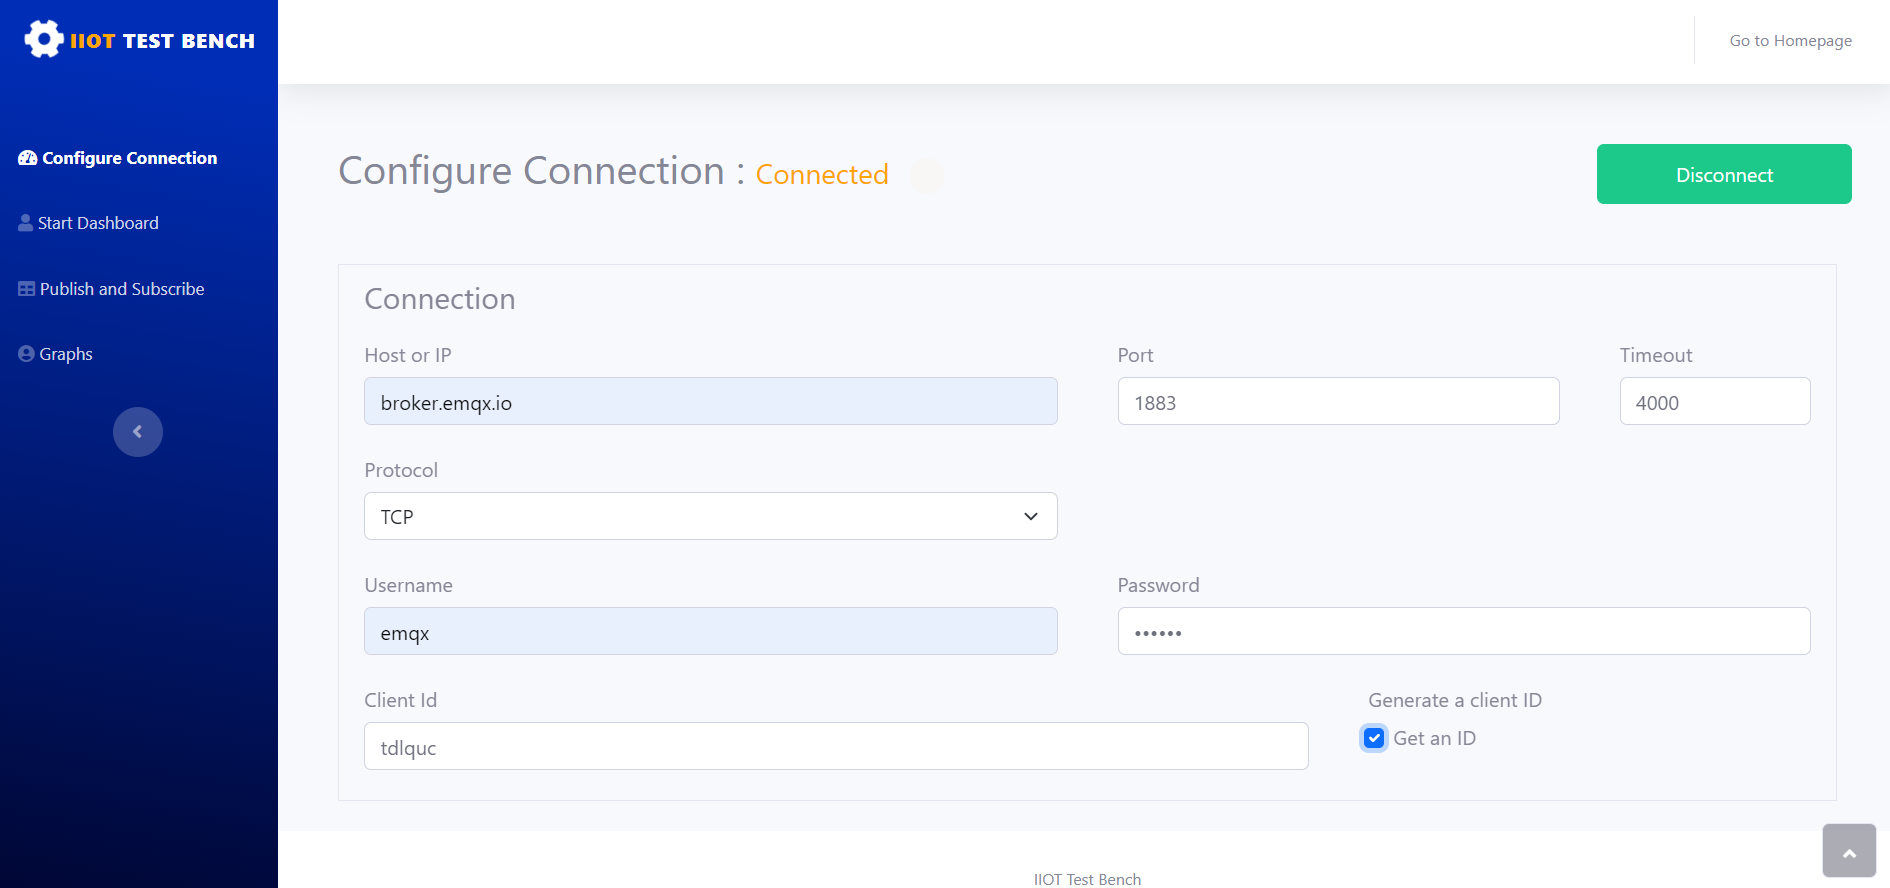 IIOT TEST BENCH
Go to Homepage
Configure Connection
Start Dashboard
Publish and Subscribe
Graphs
Configure Connection : Connected
Disconnect
Connection
Host or IP
Port
Timeout
broker.emqx.io
1883
4000
Protocol
TCP
Username
Password
emqx
••••••
Client Id
Generate a client ID
tdlquc
Get an ID
IIOT Test Bench